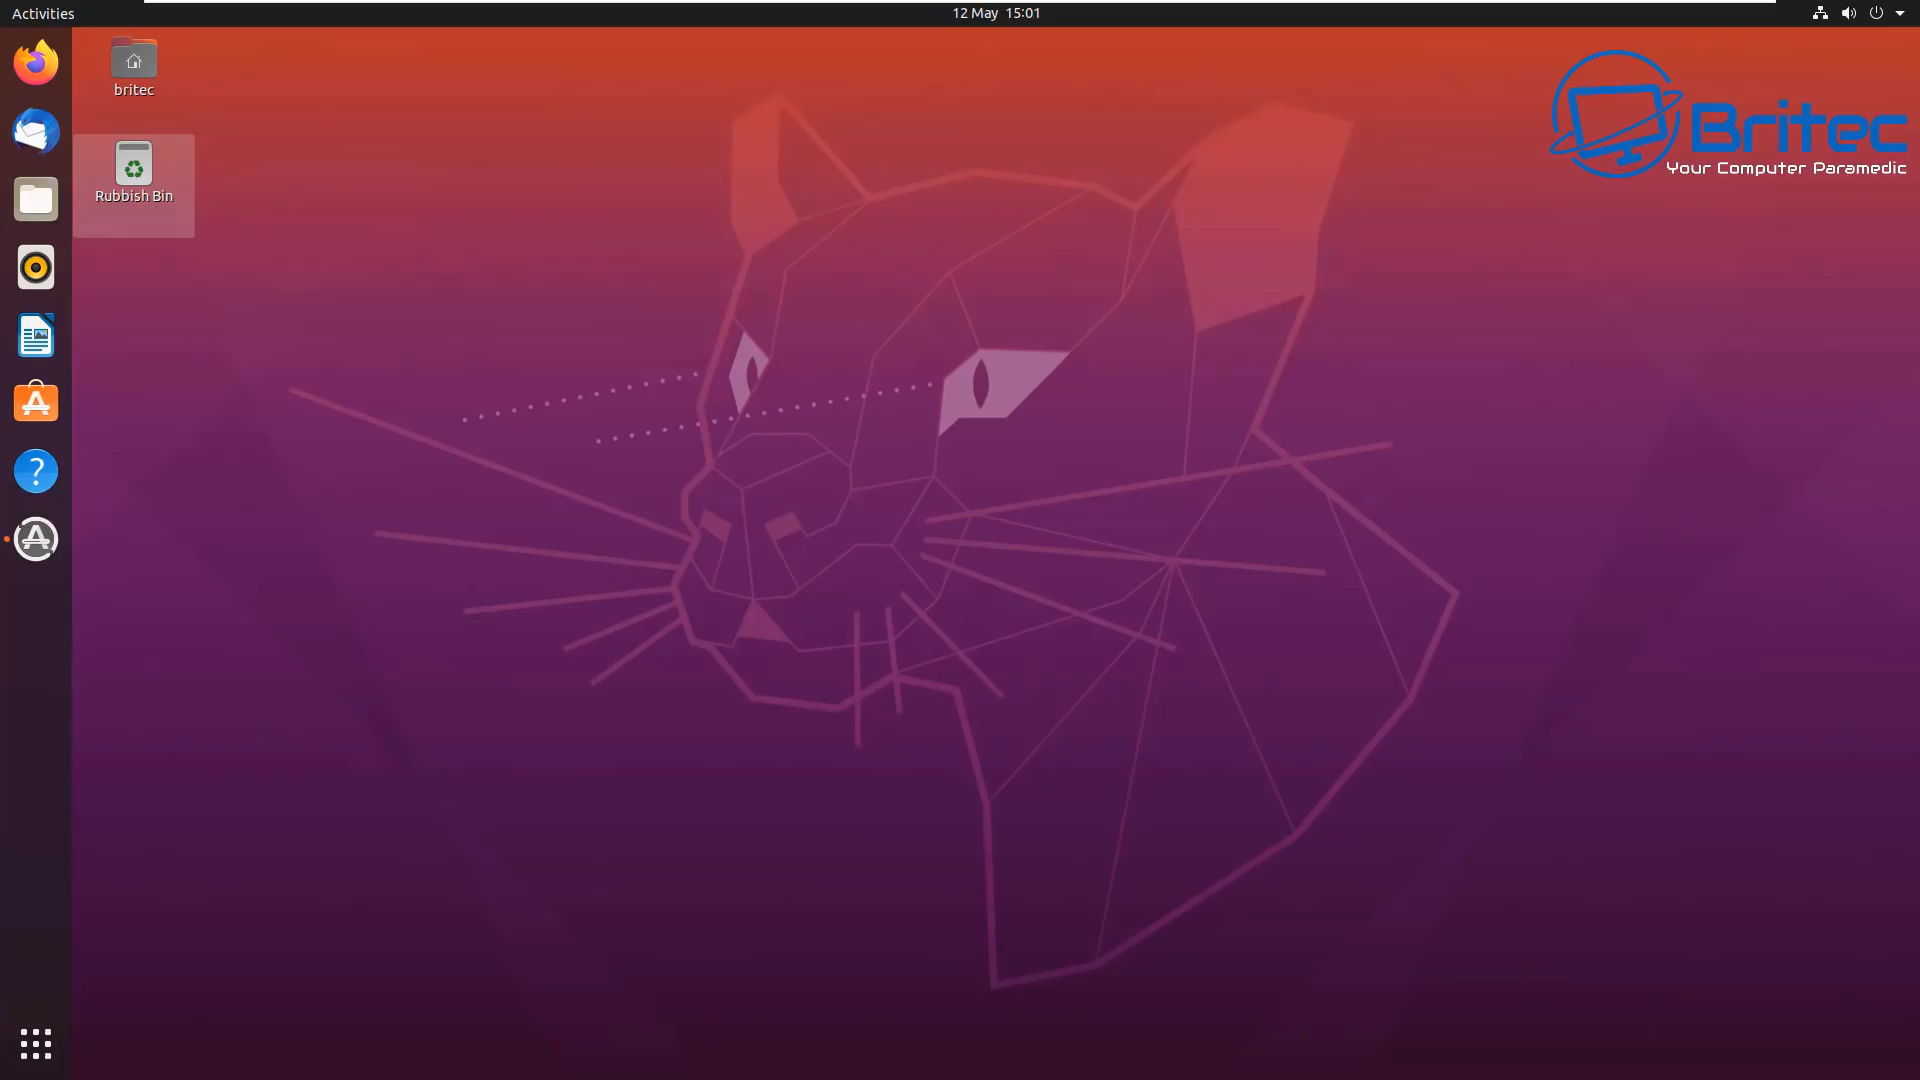 Activities
12 May 15:01
britec
Rubbish Bin
Britec
Your Computer Paramedic